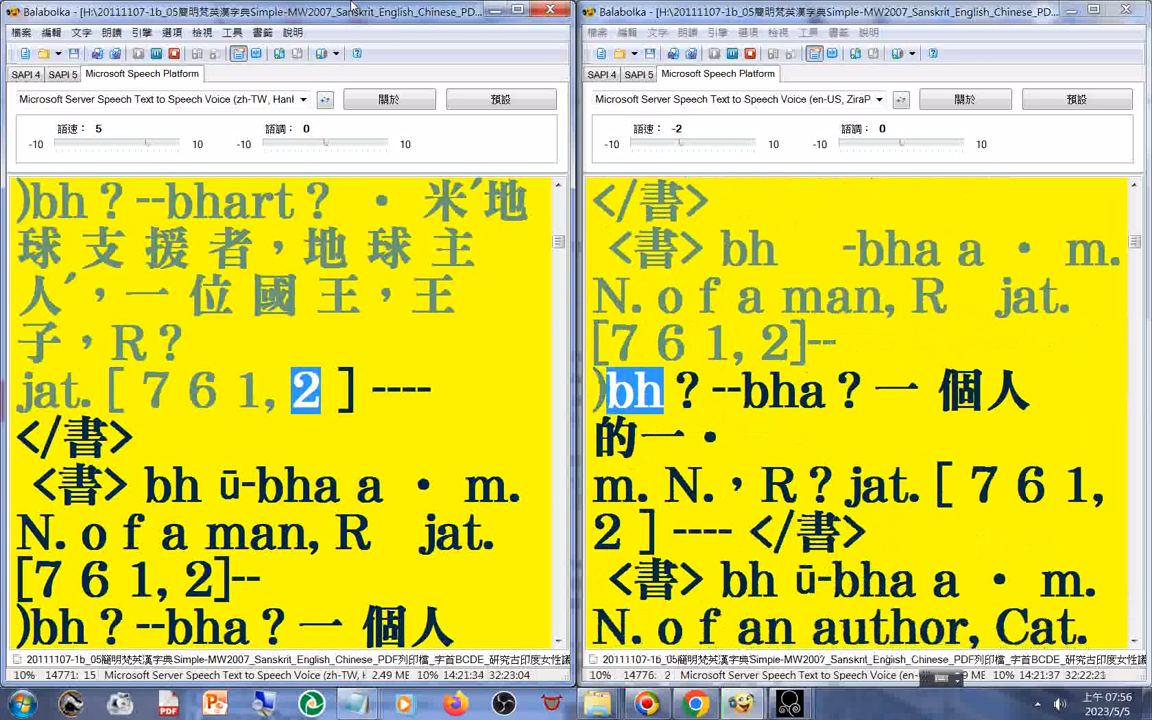 Balabolka - [H:\20111107-1b_05簡明梵英漢字典Simple-MW2007_Sanskrit_English_Chinese_PD...
檔案 編輯 文字 朗讀 引擎 選項 檢視 工具 書籤 說明
SAPI 4 SAPI 5 Microsoft Speech Platform
Microsoft Server Speech Text to Speech Voice (zh-TW, Hanl 關於 預設
語速： 5 語調： 0
-10 10 -10 10
)bh？--bhart？ • 米′地
球 支 援 者，地 球 主
人′，一 位 國 王，王
子，R？
jat. [ 7 6 1, 2 ] ----
</書>
<書> bh ū-bha a • m.
N. o f a man, R jat.
[7 6 1, 2]--
)bh？--bha？一 個人
20111107-1b_05簡明梵英漢字典Simple-MW2007_Sanskrit_English_Chinese_PDF列印檔_字首BCDE_研究古印度女性議
10% 14771: 15 Microsoft Server Speech Text to Speech Voice (zh-TW, H 2.49 MB 10% 14:21:34 32:23:04
Balabolka - [H:\20111107-1b_05簡明梵英漢字典Simple-MW2007_Sanskrit_English_Chinese_PD...
檔案 編輯 文字 朗讀 引擎 選項 檢視 工具 書籤 說明
SAPI 4 SAPI 5 Microsoft Speech Platform
Microsoft Server Speech Text to Speech Voice (en-US, ZiraP 關於 預設
語速： -2 語調： 0
-10 10 -10 10
</書>
<書> bh -bha a • m.
N. o f a man, R jat.
[7 6 1, 2]--
)bh？--bha？一 個人
的一•
m. N.，R？jat. [ 7 6 1,
2 ] ---- </書>
<書> bh ū-bha a • m.
N. o f an author, Cat.
20111107-1b_05簡明梵英漢字典Simple-MW2007_Sanskrit_English_Chinese_PDF列印檔_字首BCDE_研究古印度女性議
10% 14776: 2 Microsoft Server Speech Text to Speech Voice (e 10% 14:21:37 32:22:21
上午 07:56
2023/5/5